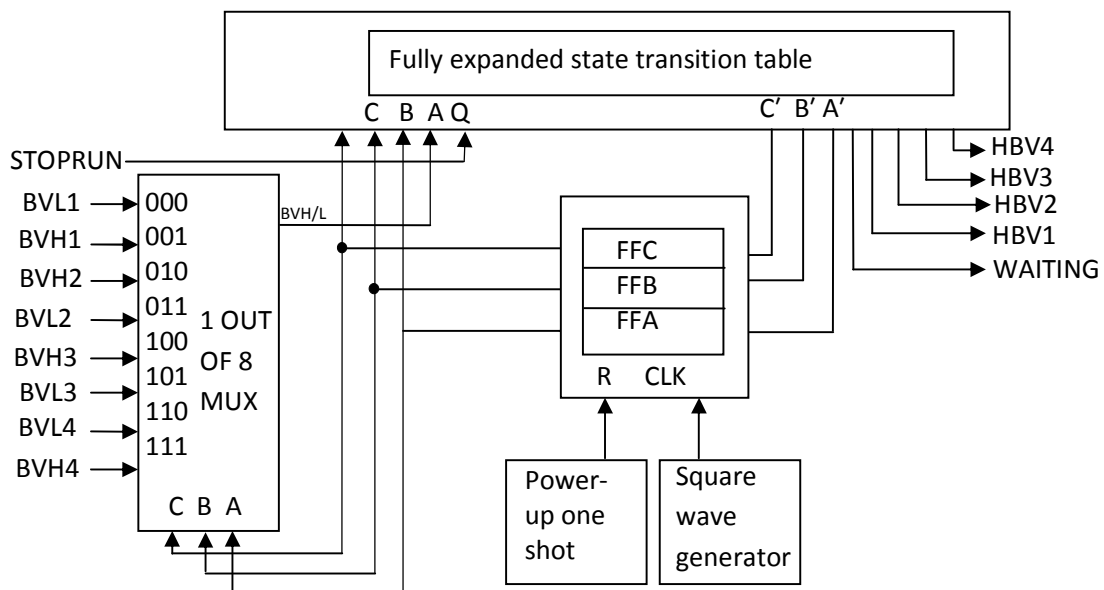 Fully expanded state transition table
C B A Q
C′ B′ A′
STOPRUN
HBV4
HBV3
HBV2
HBV1
WAITING
BVL1
BVH1
BVH2
BVL2
BVH3
BVL3
BVL4
BVH4
000
001
010
011
100
101
110
111
1 OUT
OF 8
MUX
C B A
BVH/L
FFC
FFB
FFA
R CLK
Power-
up one
shot
Square
wave
generator